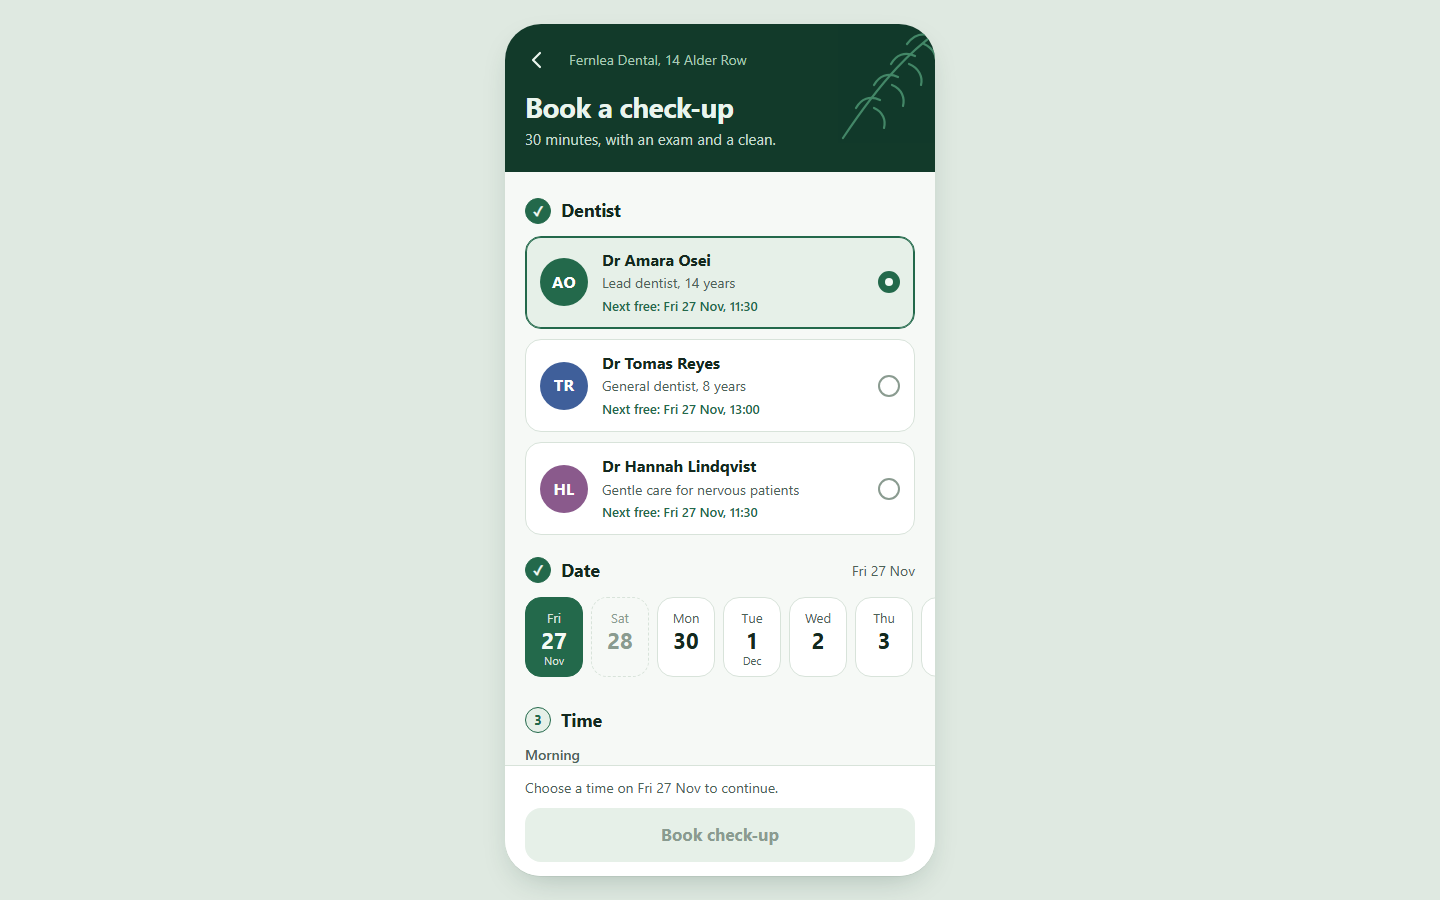 Fernlea Dental, 14 Alder Row
Book a check-up
30 minutes, with an exam and a clean.
Dentist
AO
Dr Amara Osei
Lead dentist, 14 years
Next free: Fri 27 Nov, 11:30
TR
Dr Tomas Reyes
General dentist, 8 years
Next free: Fri 27 Nov, 13:00
HL
Dr Hannah Lindqvist
Gentle care for nervous patients
Next free: Fri 27 Nov, 11:30
Date
Fri 27 Nov
Fri
27
Nov
Sat
28
Mon
30
Tue
1
Dec
Wed
2
Thu
3
3
Time
Morning
Choose a time on Fri 27 Nov to continue.
Book check-up